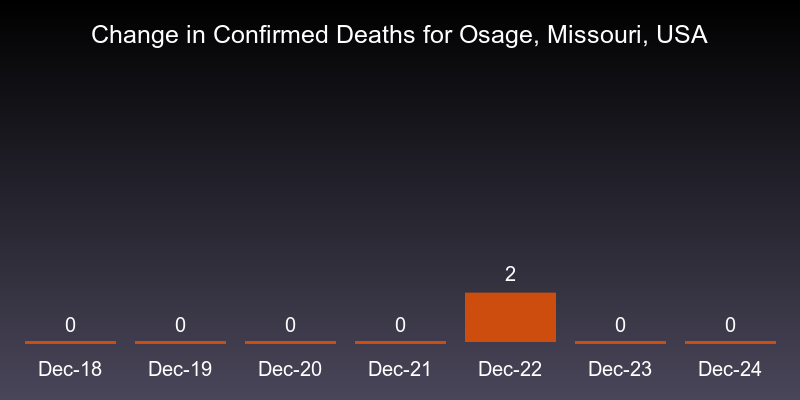 Change in Confirmed Deaths for Osage, Missouri, USA
2
0 0 0 0 0 0
Dec-18 Dec-19 Dec-20 Dec-21 Dec-22 Dec-23 Dec-24